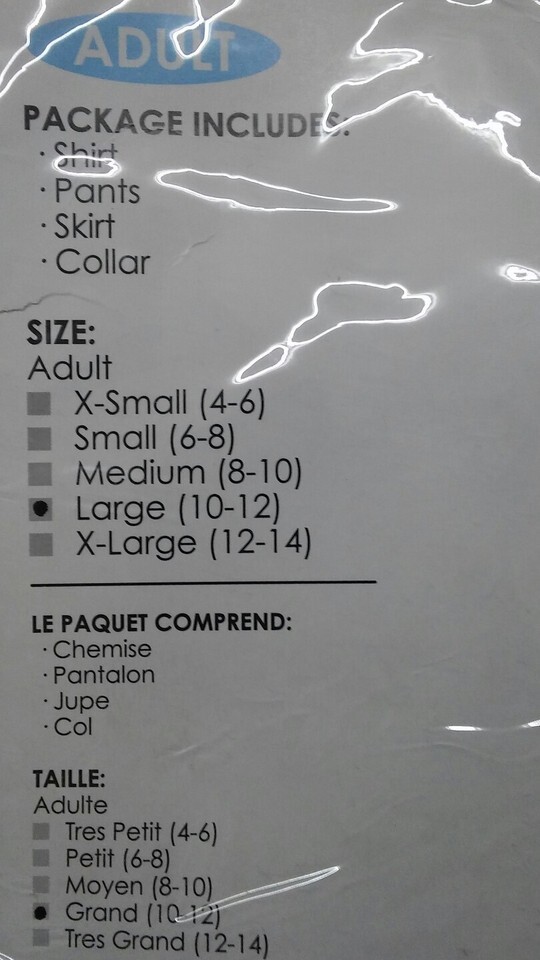 ADULT
PACKAGE INCLUDES:
· Shirt
· Pants
· Skirt
· Collar
SIZE:
Adult
X-Small (4-6)
Small (6-8)
Medium (8-10)
Large (10-12)
X-Large (12-14)
LE PAQUET COMPREND:
· Chemise
· Pantalon
· Jupe
· Col
TAILLE:
Adulte
Tres Petit (4-6)
Petit (6-8)
Moyen (8-10)
Grand (10-12)
Tres Grand (12-14)